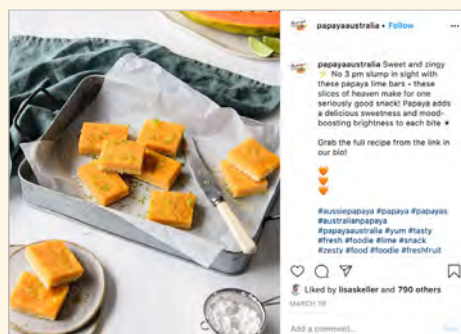 papayaaustralia • Follow
papayaaustralia Sweet and zingy
No 3 pm slump in sight with
these papaya lime bars - these
slices of heaven make for one
seriously good snack! Papaya adds
a delicious sweetness and mood-
boosting brightness to each bite ☀
Grab the full recipe from the link in
our bio!
🧡
🧡
🧡
#aussiepapaya #papaya #papayas
#australianpapaya
#papayaaustralia #yum #tasty
#fresh #foodie #lime #snack
#zesty #food #foodie #freshfruit
Liked by lisaskeller and 790 others
MARCH 19
Add a comment...